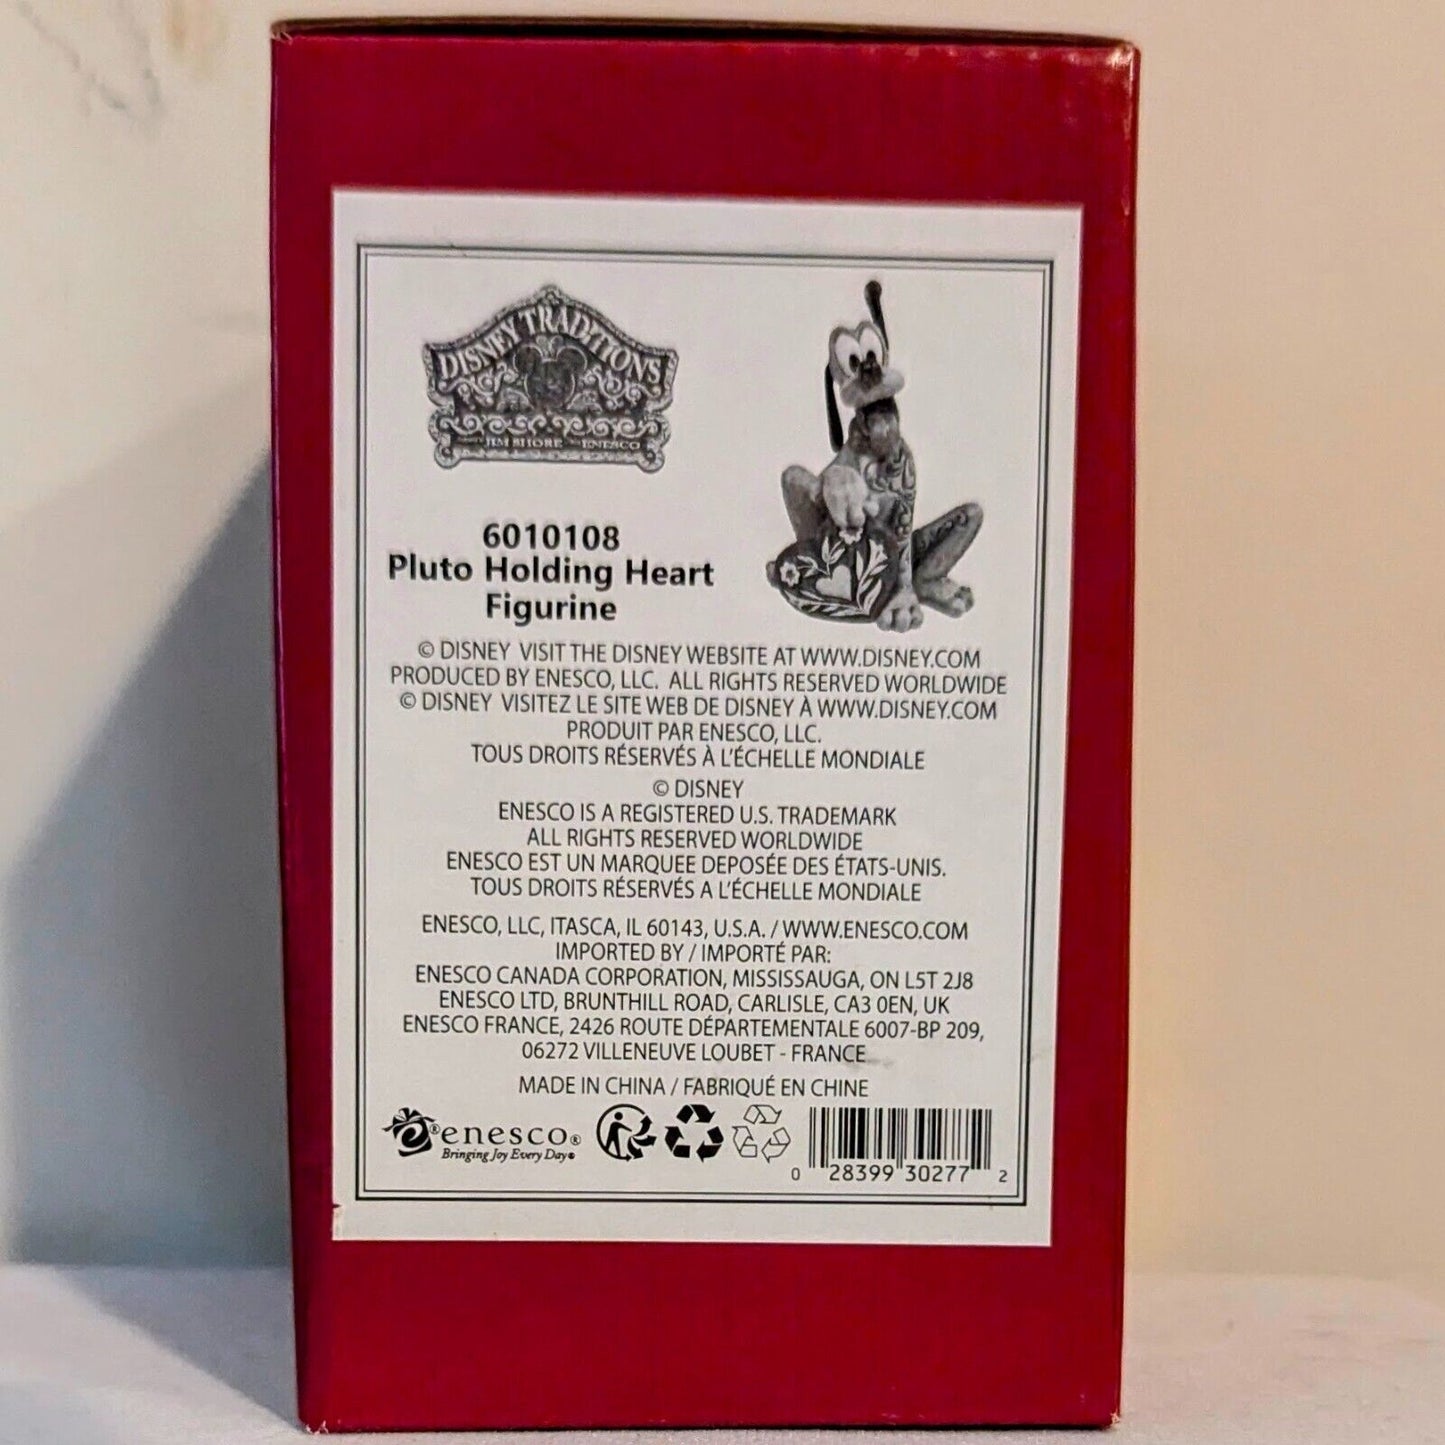 DISNEY TRADITIONS
JIM SHORE ENESCO
6010108
Pluto Holding Heart
Figurine
© DISNEY VISIT THE DISNEY WEBSITE AT WWW.DISNEY.COM
PRODUCED BY ENESCO, LLC. ALL RIGHTS RESERVED WORLDWIDE
© DISNEY VISITEZ LE SITE WEB DE DISNEY À WWW.DISNEY.COM
PRODUIT PAR ENESCO, LLC.
TOUS DROITS RÉSERVÉS À L'ÉCHELLE MONDIALE
© DISNEY
ENESCO IS A REGISTERED U.S. TRADEMARK
ALL RIGHTS RESERVED WORLDWIDE
ENESCO EST UN MARQUEE DEPOSÉE DES ÉTATS-UNIS.
TOUS DROITS RÉSERVÉS A L'ÉCHELLE MONDIALE
ENESCO, LLC, ITASCA, IL 60143, U.S.A. / WWW.ENESCO.COM
IMPORTED BY / IMPORTÉ PAR:
ENESCO CANADA CORPORATION, MISSISSAUGA, ON L5T 2J8
ENESCO LTD, BRUNTHILL ROAD, CARLISLE, CA3 0EN, UK
ENESCO FRANCE, 2426 ROUTE DÉPARTEMENTALE 6007-BP 209,
06272 VILLENEUVE LOUBET - FRANCE
MADE IN CHINA / FABRIQUÉ EN CHINE
® enesco®
Bringing Joy Every Day®
0 28399 30277 2